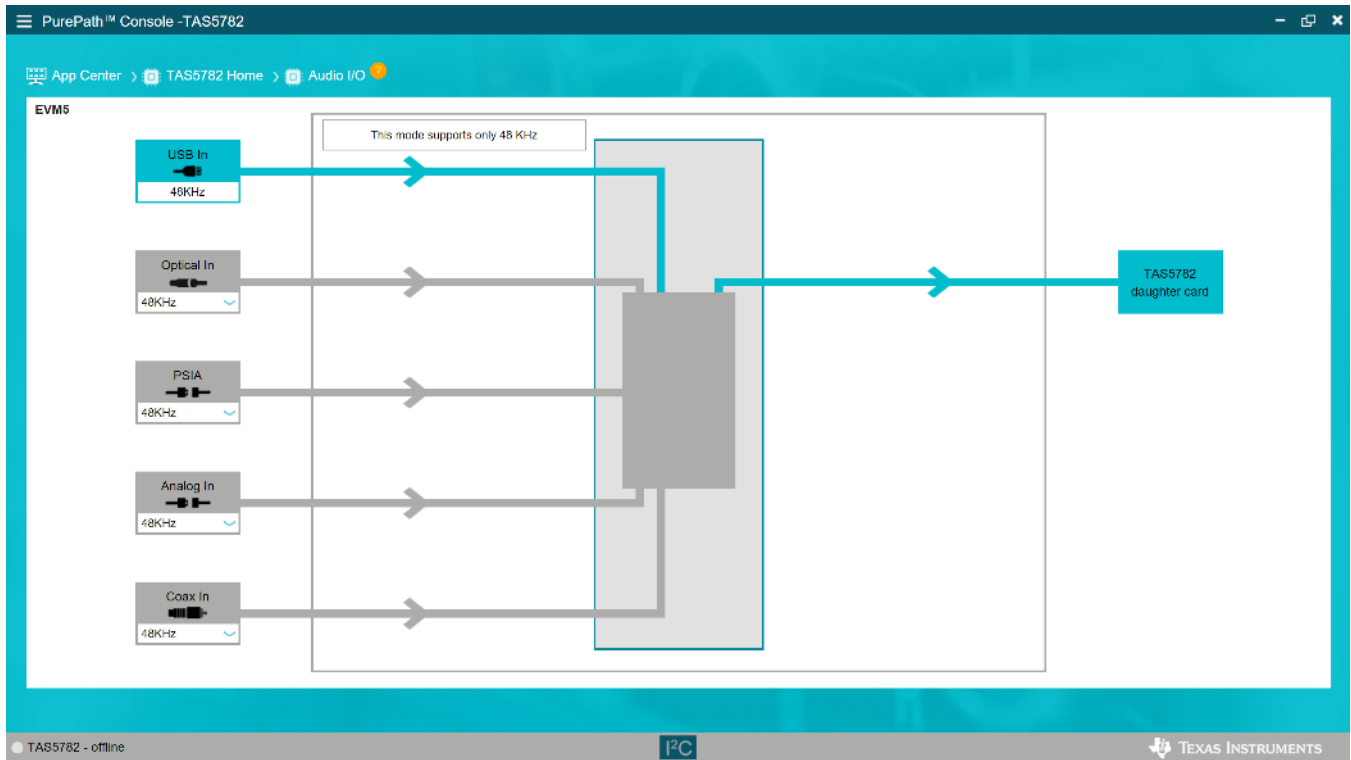 PurePath™ Console -TAS5782
App Center
TAS5782 Home
Audio I/O
?
EVM5
This mode supports only 48 KHz
USB In
48KHz
Optical In
48KHz
TAS5782
daughter card
PSIA
48KHz
Analog In
48KHz
Coax In
48KHz
TAS5782 - offline
I²C
TEXAS INSTRUMENTS